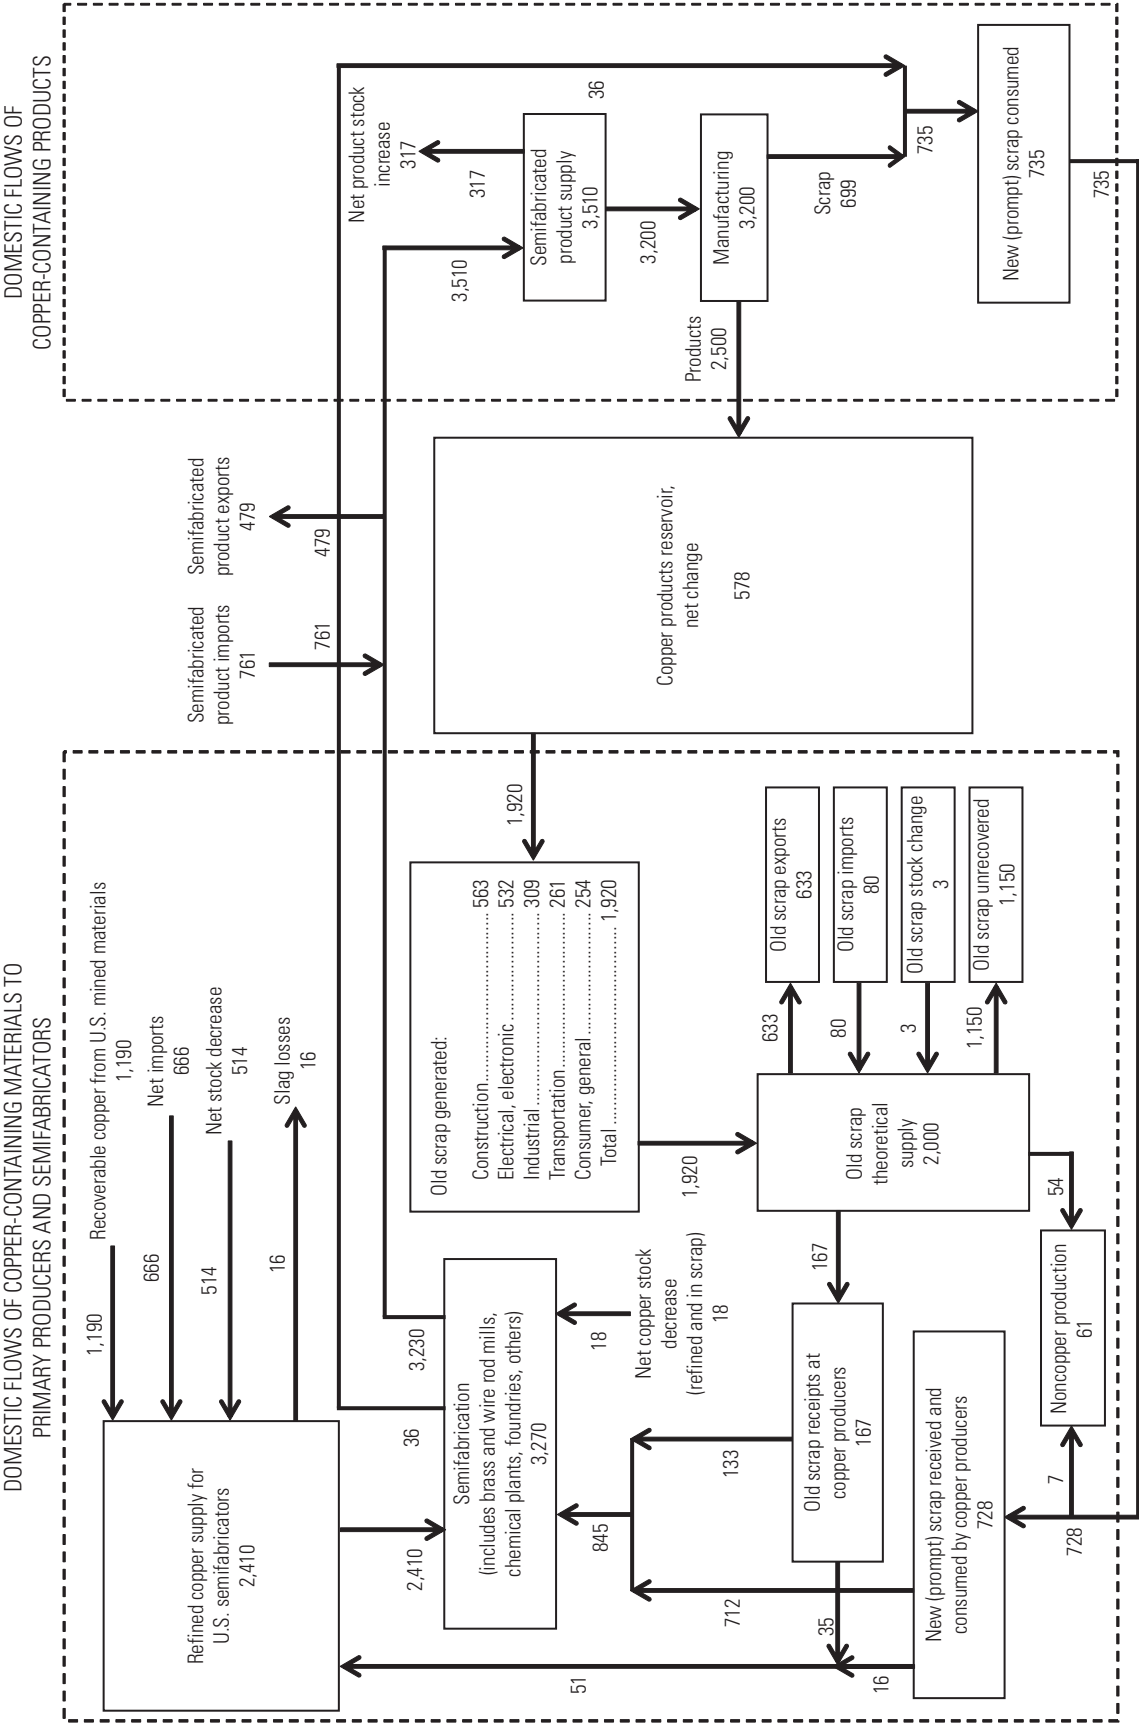 DOMESTIC FLOWS OF COPPER-CONTAINING MATERIALS TO
PRIMARY PRODUCERS AND SEMIFABRICATORS
DOMESTIC FLOWS OF
COPPER-CONTAINING PRODUCTS
Recoverable copper from U.S. mined materials
1,190
1,190
Net imports
666
666
Net stock decrease
514
514
Slag losses
16
16
Refined copper supply for
U.S. semifabricators
2,410
2,410
36
3,230
Semifabrication
(includes brass and wire rod mills,
chemical plants, foundries, others)
3,270
18
Net copper stock
decrease
(refined and in scrap)
18
845
133
712
51
35
16
Old scrap receipts at
copper producers
167
167
New (prompt) scrap received and
consumed by copper producers
728
728
7
Noncopper production
61
54
Old scrap generated:
Construction........................... 563
Electrical, electronic ............ 532
Industrial ............................. 309
Transportation..................... 261
Consumer, general................ 254
Total ............................... 1,920
1,920
1,920
Old scrap
theoretical
supply
2,000
633
Old scrap exports
633
80
Old scrap imports
80
3
Old scrap stock change
3
1,150
Old scrap unrecovered
1,150
Semifabricated
product imports
761
761
Semifabricated
product exports
479
479
Copper products reservoir,
net change
578
Products
2,500
3,510
Net product stock
increase
317
317
36
Semifabricated
product supply
3,510
3,200
Manufacturing
3,200
Scrap
699
735
New (prompt) scrap consumed
735
735